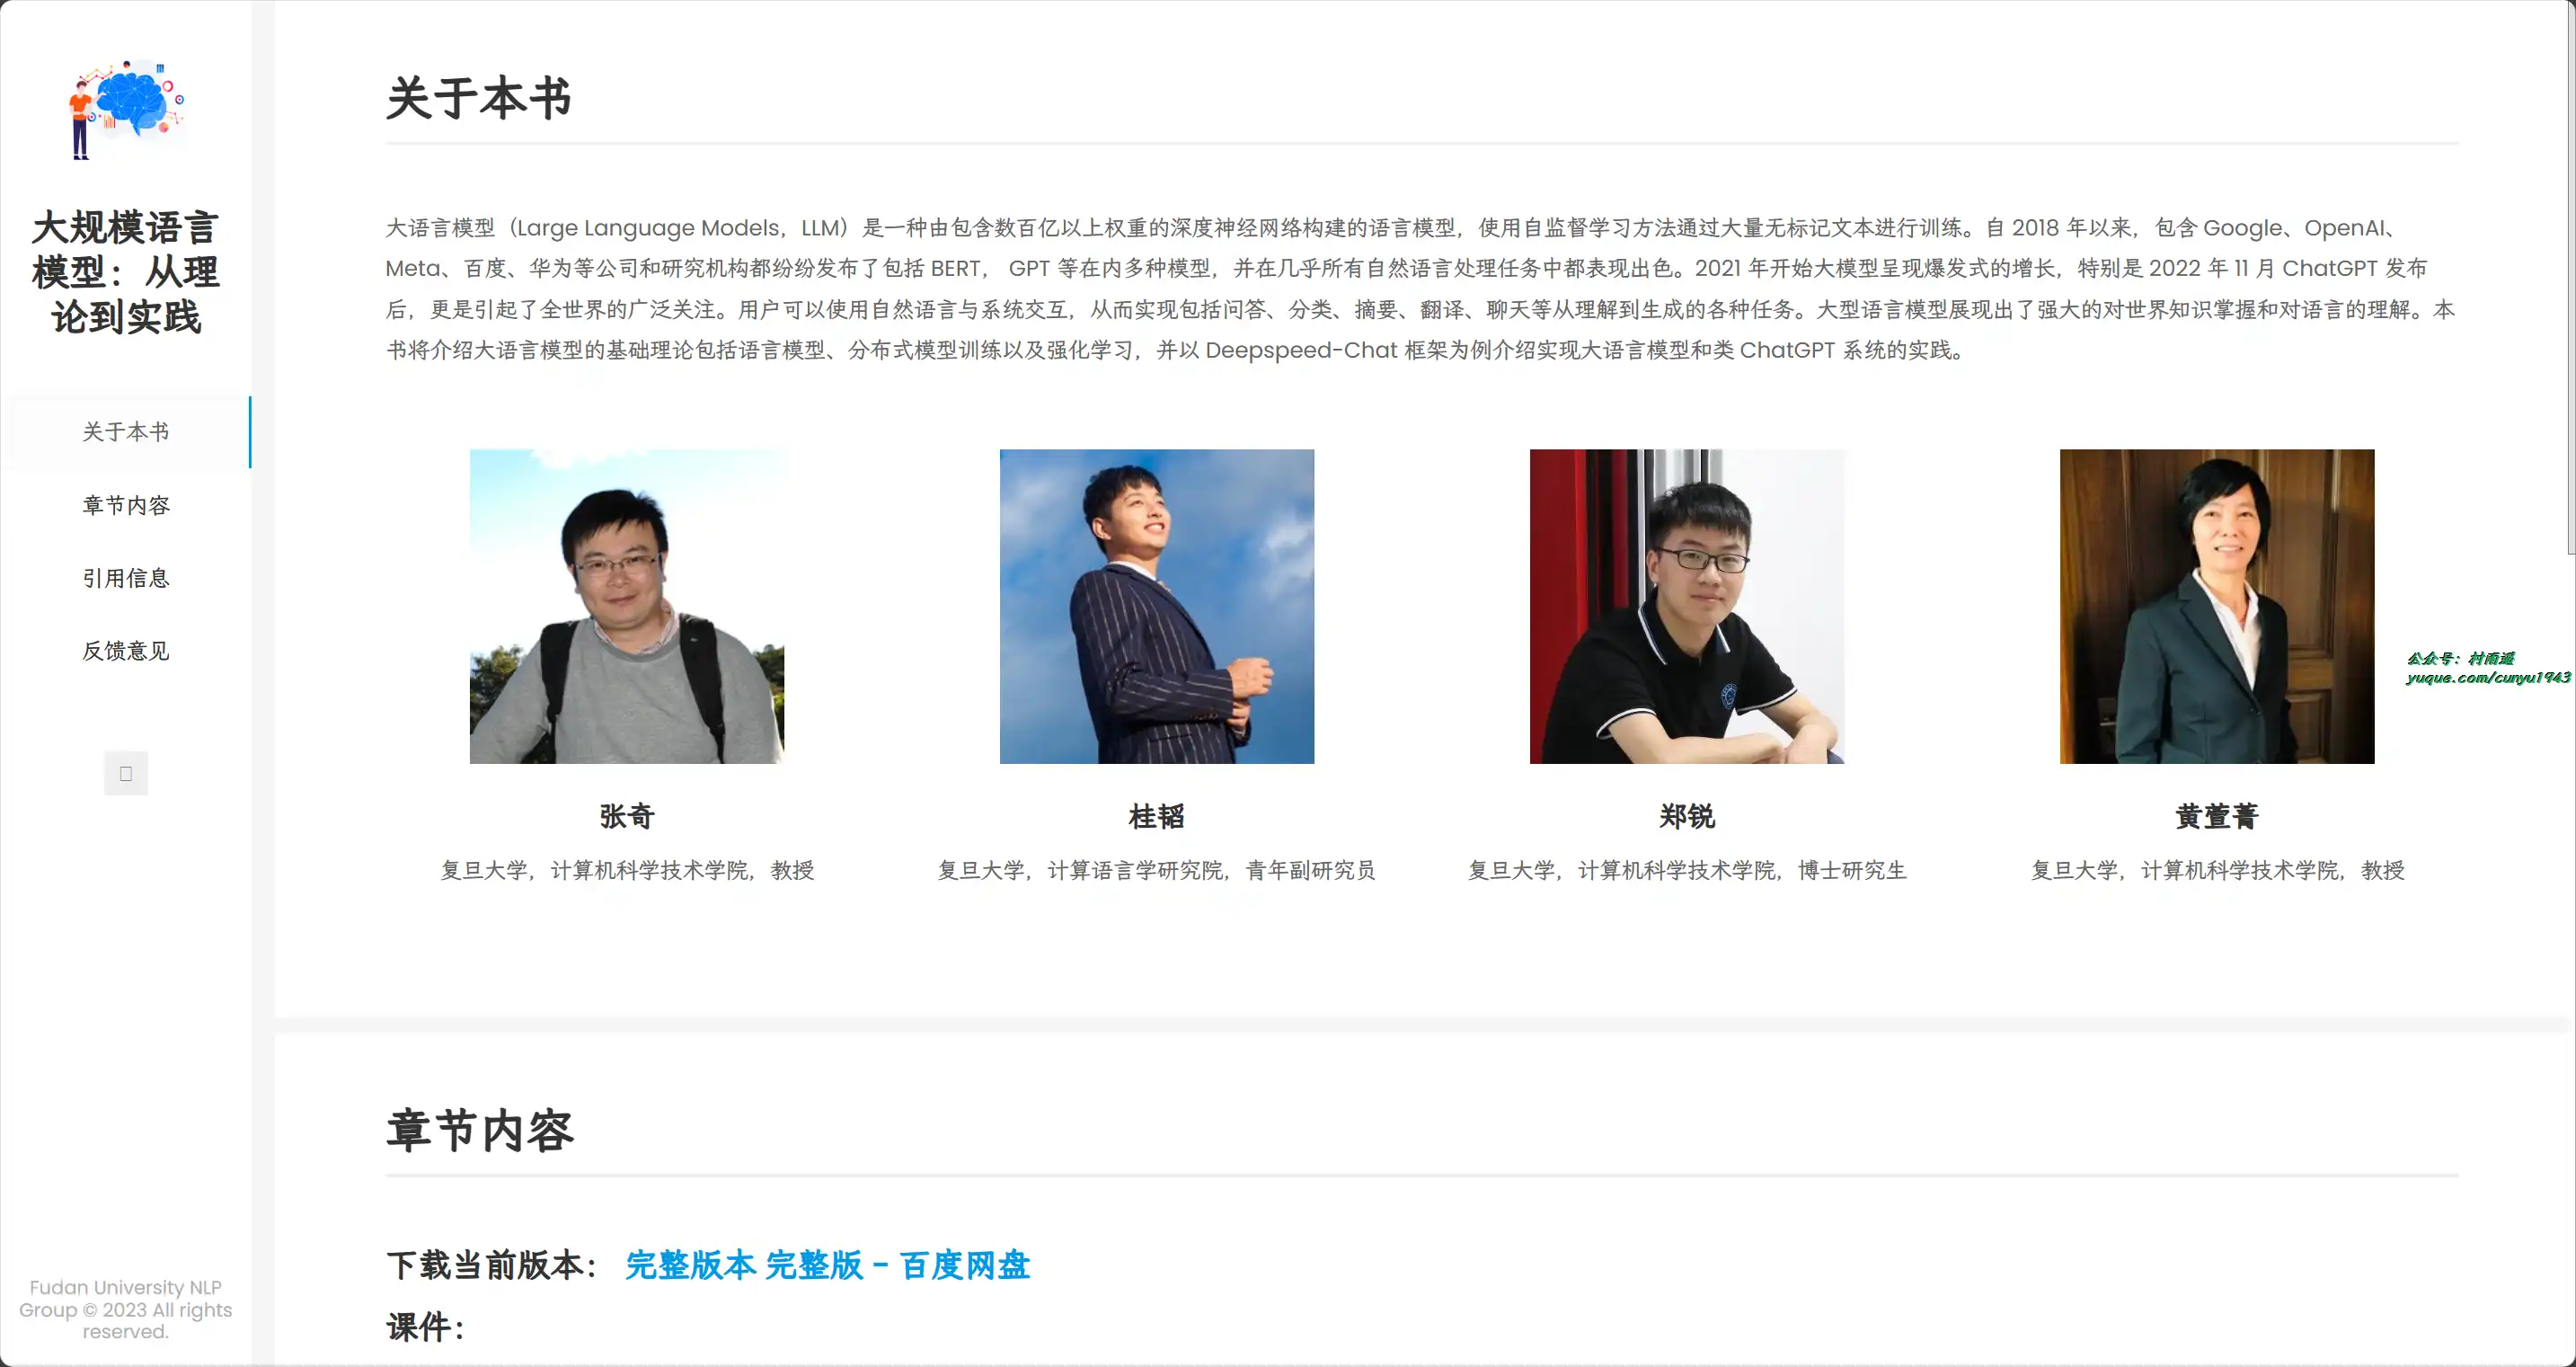 大规模语言
模型：从理
论到实践
关于本书
章节内容
引用信息
反馈意见
Fudan University NLP
Group © 2023 All rights
reserved.
关于本书
大语言模型（Large Language Models，LLM）是一种由包含数百亿以上权重的深度神经网络构建的语言模型，使用自监督学习方法通过大量无标记文本进行训练。自 2018 年以来，包含 Google、OpenAI、
Meta、百度、华为等公司和研究机构都纷纷发布了包括 BERT， GPT 等在内多种模型，并在几乎所有自然语言处理任务中都表现出色。2021 年开始大模型呈现爆发式的增长，特别是 2022 年 11 月 ChatGPT 发布
后，更是引起了全世界的广泛关注。用户可以使用自然语言与系统交互，从而实现包括问答、分类、摘要、翻译、聊天等从理解到生成的各种任务。大型语言模型展现出了强大的对世界知识掌握和对语言的理解。本
书将介绍大语言模型的基础理论包括语言模型、分布式模型训练以及强化学习，并以 Deepspeed-Chat 框架为例介绍实现大语言模型和类 ChatGPT 系统的实践。
张奇
复旦大学，计算机科学技术学院，教授
桂韬
复旦大学，计算语言学研究院，青年副研究员
郑锐
复旦大学，计算机科学技术学院，博士研究生
黄萱菁
复旦大学，计算机科学技术学院，教授
公众号：村雨遥
yuque.com/cunyu1943
章节内容
下载当前版本： 完整版本 完整版 - 百度网盘
课件：